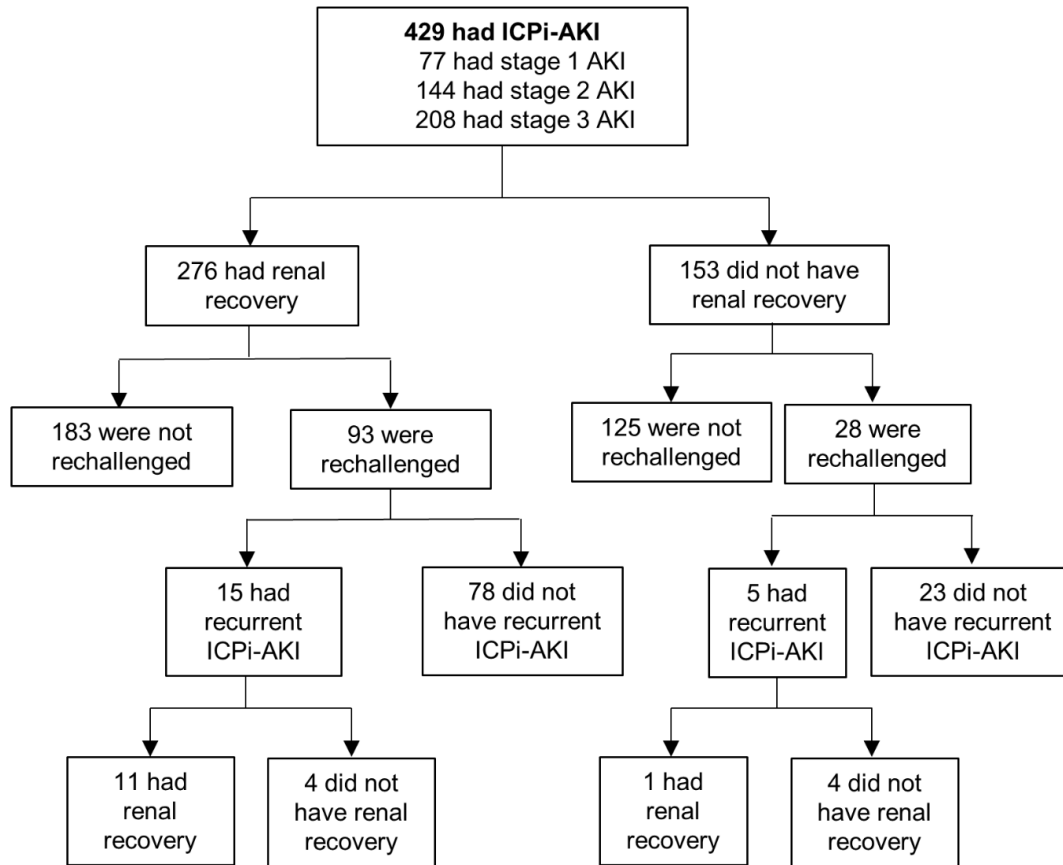 429 had ICPi-AKI
77 had stage 1 AKI
144 had stage 2 AKI
208 had stage 3 AKI
276 had renal
recovery
153 did not have
renal recovery
183 were not
rechallenged
93 were
rechallenged
125 were not
rechallenged
28 were
rechallenged
15 had
recurrent
ICPi-AKI
78 did not
have recurrent
ICPi-AKI
5 had
recurrent
ICPi-AKI
23 did not
have recurrent
ICPi-AKI
11 had
renal
recovery
4 did not
have renal
recovery
1 had
renal
recovery
4 did not
have renal
recovery